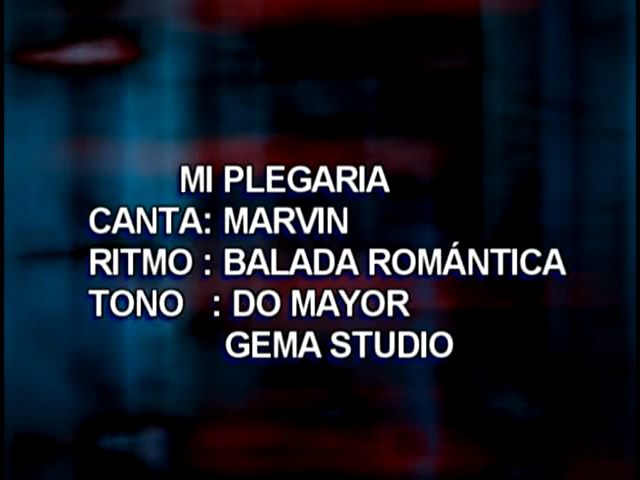 MI PLEGARIA
CANTA: MARVIN
RITMO : BALADA ROMÁNTICA
TONO : DO MAYOR
GEMA STUDIO